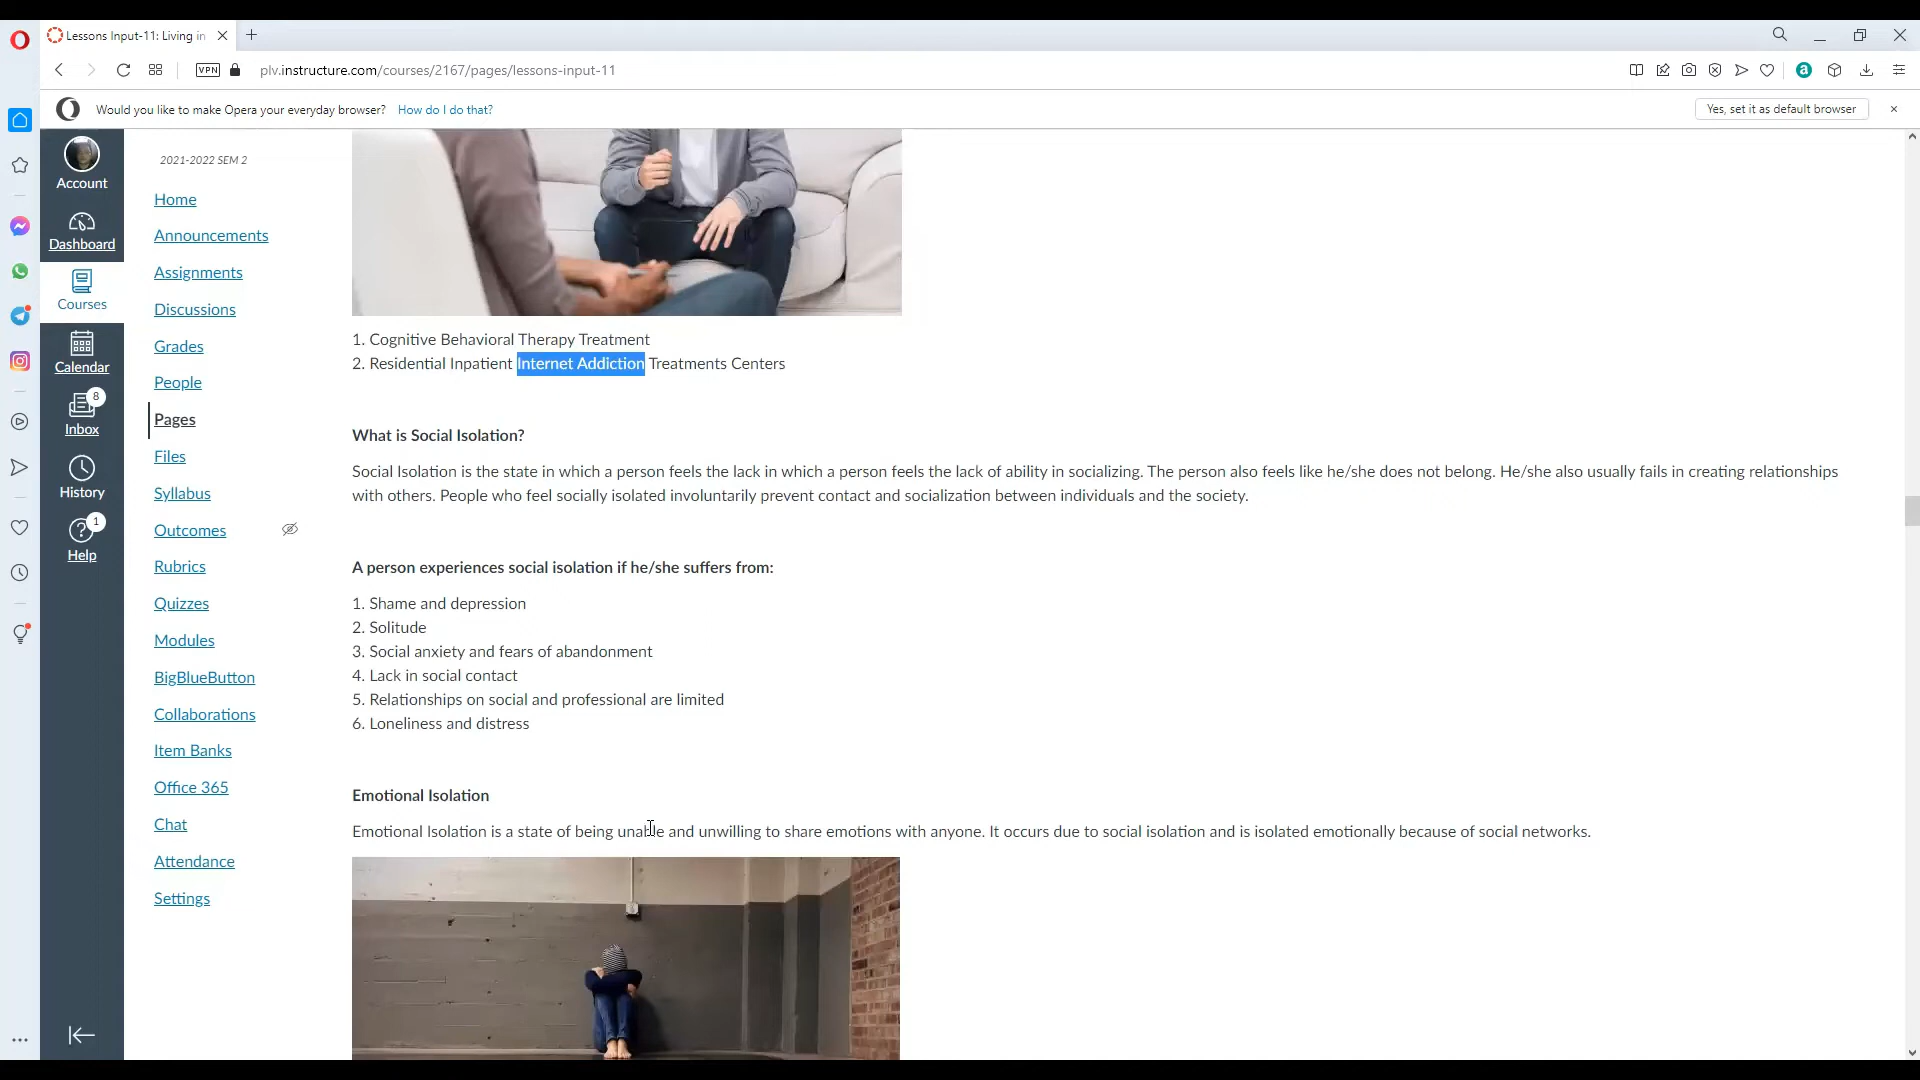 Lessons Input-11: Living in
VPN
plv.instructure.com/courses/2167/pages/lessons-input-11
a
Would you like to make Opera your everyday browser? How do I do that?
Yes, set it as default browser
Account
Dashboard
Courses
Calendar
8
Inbox
History
1
Help
2021-2022 SEM 2
Home
Announcements
Assignments
Discussions
Grades
People
Pages
Files
Syllabus
Outcomes
Rubrics
Quizzes
Modules
BigBlueButton
Collaborations
Item Banks
Office 365
Chat
Attendance
Settings
1. Cognitive Behavioral Therapy Treatment
2. Residential Inpatient Internet Addiction Treatments Centers
What is Social Isolation?
Social Isolation is the state in which a person feels the lack in which a person feels the lack of ability in socializing. The person also feels like he/she does not belong. He/she also usually fails in creating relationships
with others. People who feel socially isolated involuntarily prevent contact and socialization between individuals and the society.
A person experiences social isolation if he/she suffers from:
1. Shame and depression
2. Solitude
3. Social anxiety and fears of abandonment
4. Lack in social contact
5. Relationships on social and professional are limited
6. Loneliness and distress
Emotional Isolation
Emotional Isolation is a state of being unable and unwilling to share emotions with anyone. It occurs due to social isolation and is isolated emotionally because of social networks.